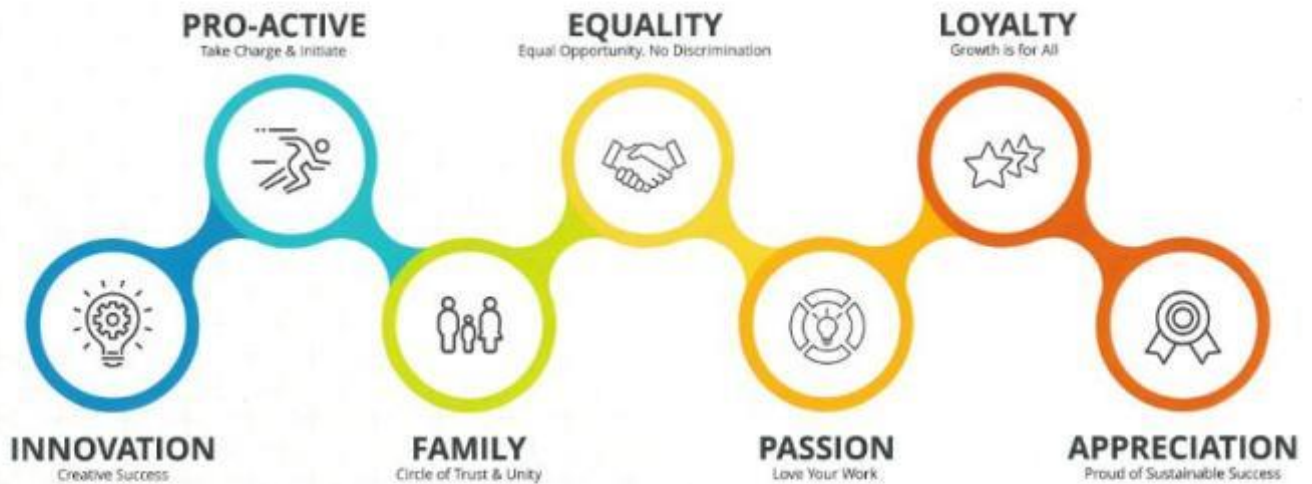 PRO-ACTIVE
Take Charge & Initiate
EQUALITY
Equal Opportunity, No Discrimination
LOYALTY
Growth is for All
INNOVATION
Creative Success
FAMILY
Circle of Trust & Unity
PASSION
Love Your Work
APPRECIATION
Proud of Sustainable Success